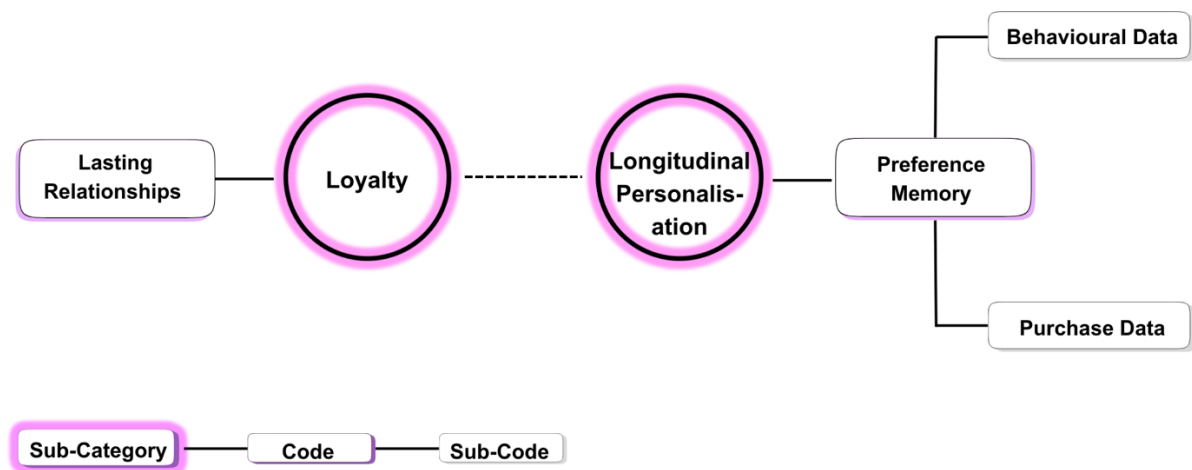 Behavioural Data
Lasting
Relationships
Loyalty
Longitudinal
Personalis-
ation
Preference
Memory
Purchase Data
Sub-Category
Code
Sub-Code